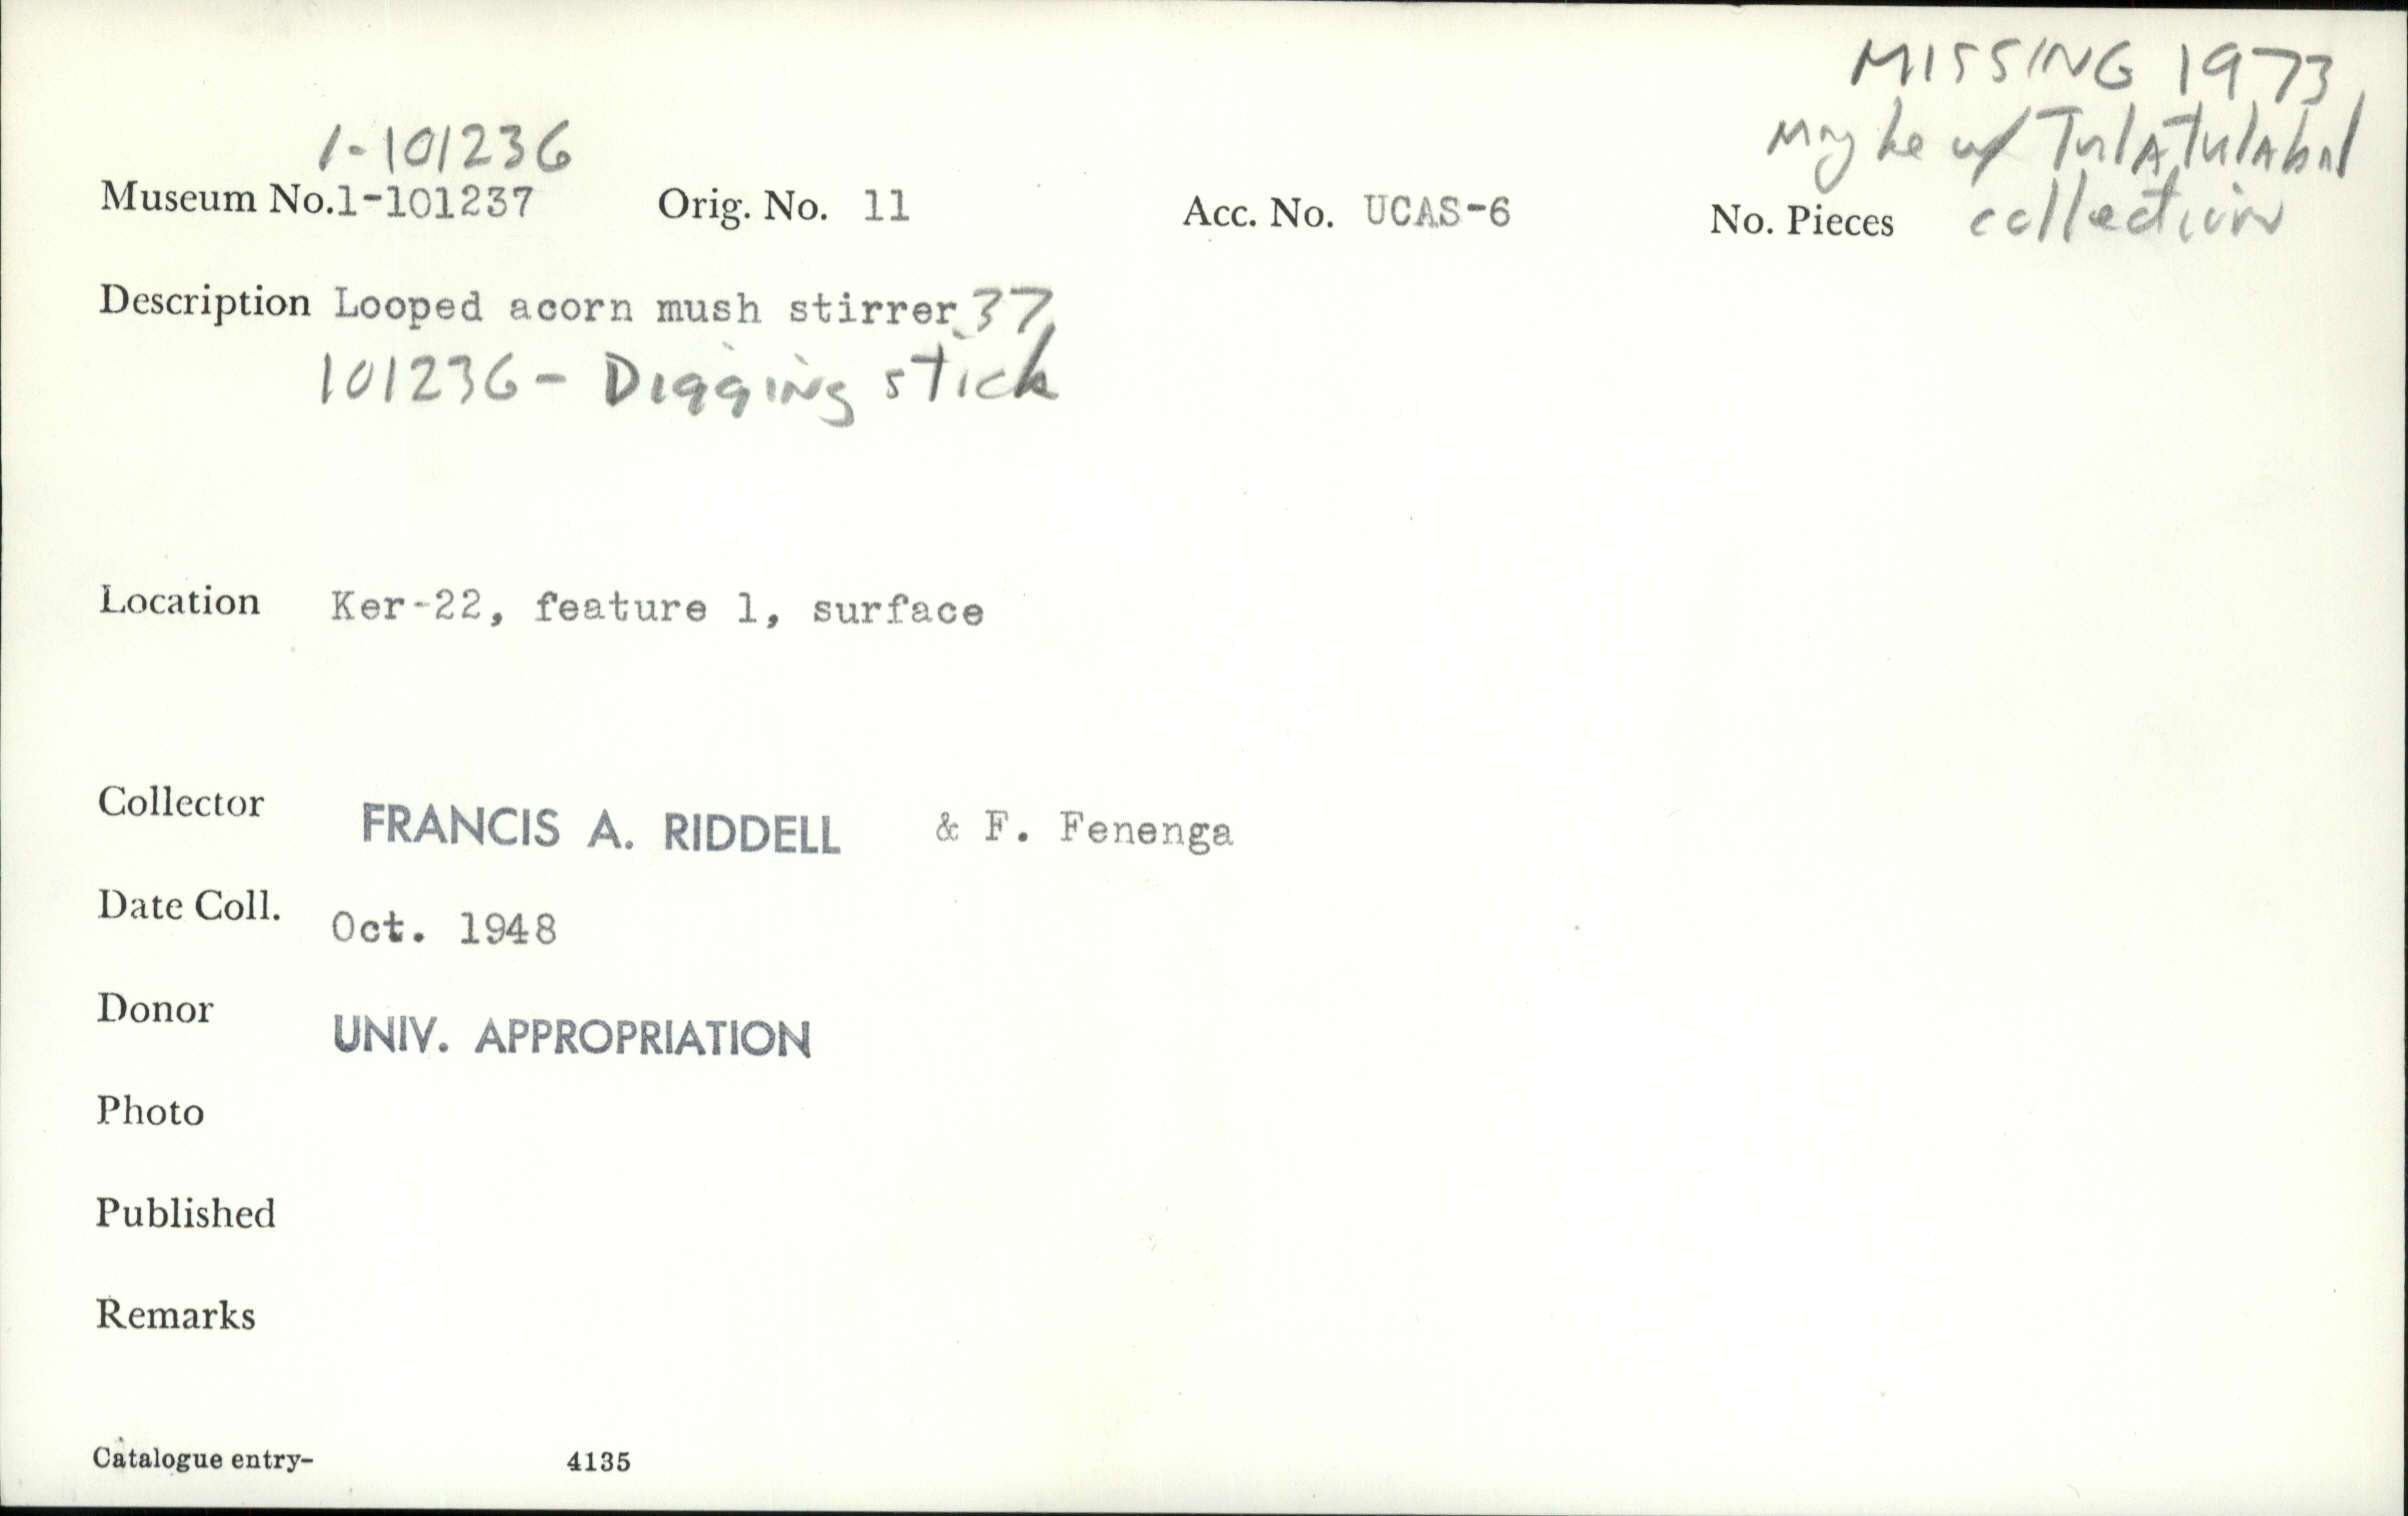 MISSING 1973
may be w/ TulATulAbal
1-101236
Museum No. 1-101237 Orig. No. 11 Acc. No. UCAS-6 No. Pieces collection
Description Looped acorn mush stirrer 37
101236 - Digging stick
Location Ker-22, feature 1, surface
Collector FRANCIS A. RIDDELL & F. Fenenga
Date Coll. Oct. 1948
Donor UNIV. APPROPRIATION
Photo
Published
Remarks
Catalogue entry- 4135